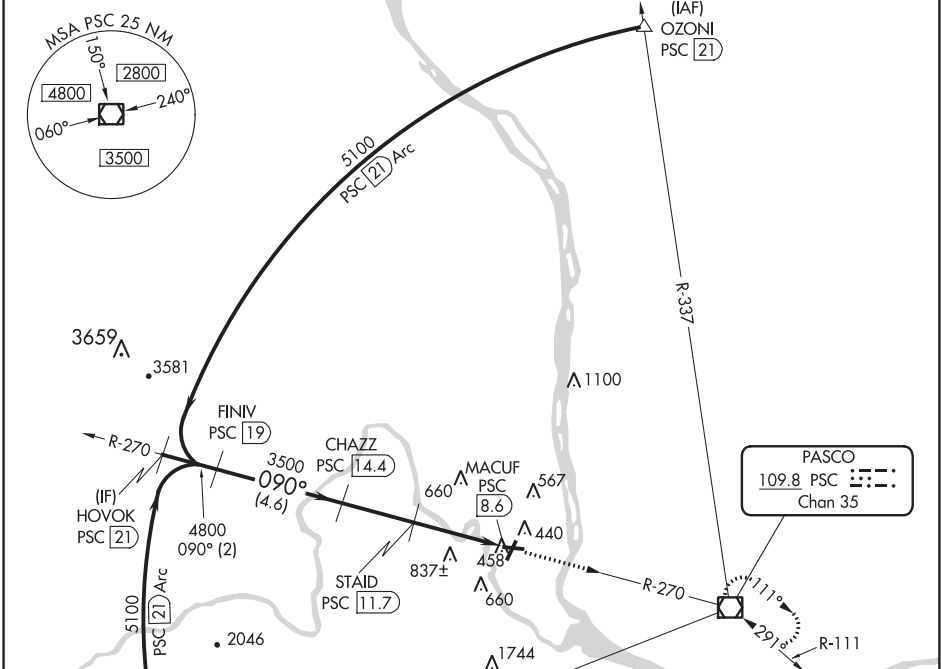 MSA PSC 25 NM
150°
2800
4800
240°
060°
3500
(IAF)
OZONI
PSC 21
5100
PSC 21 Arc
R-337
3659
3581
1100
FINIV
PSC 19
R-270
CHAZZ
PSC 14.4
3500
090°
(4.6)
MACUF
PSC
8.6
660
567
440
(IF)
HOVOK
PSC 21
4800
090° (2)
458
837±
660
STAID
PSC 11.7
PASCO
109.8 PSC
Chan 35
R-270
111°
291°
R-111
5100
PSC 21 Arc
2046
1744